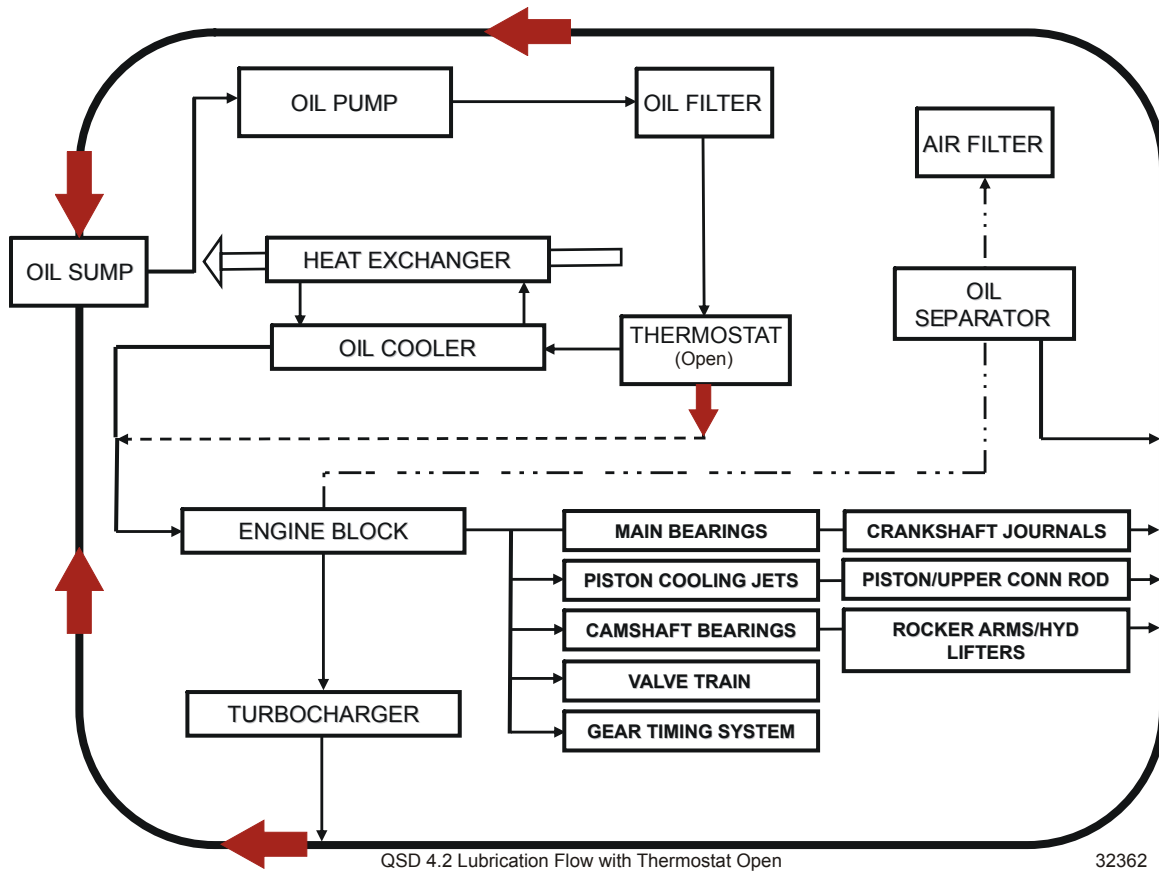 OIL PUMP
OIL FILTER
AIR FILTER
OIL SUMP
HEAT EXCHANGER
OIL
SEPARATOR
OIL COOLER
THERMOSTAT
(Open)
ENGINE BLOCK
MAIN BEARINGS
CRANKSHAFT JOURNALS
PISTON COOLING JETS
PISTON/UPPER CONN ROD
CAMSHAFT BEARINGS
ROCKER ARMS/HYD
LIFTERS
VALVE TRAIN
TURBOCHARGER
GEAR TIMING SYSTEM
QSD 4.2 Lubrication Flow with Thermostat Open
32362